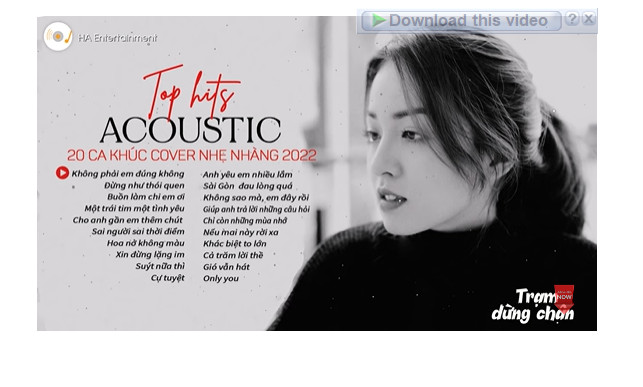 Download this video
HA Entertainment
Top hits
ACOUSTIC
20 CA KHÚC COVER NHẸ NHÀNG 2022
Không phải em đúng không
Đừng như thói quen
Buồn làm chi em ơi
Một trái tim một tình yêu
Cho anh gần em thêm chút
Sai người sai thời điểm
Hoa nở không màu
Xin đừng lặng im
Suýt nữa thì
Cự tuyệt
Anh yêu em nhiều lắm
Sài Gòn đau lòng quá
Không sao mà, em đây rồi
Giúp anh trả lời những câu hỏi
Chỉ còn những mùa nhớ
Nếu mai này rời xa
Khác biệt to lớn
Cả trăm lời thề
Gió vẫn hát
Only you
Trạm
NOW
dừng chân